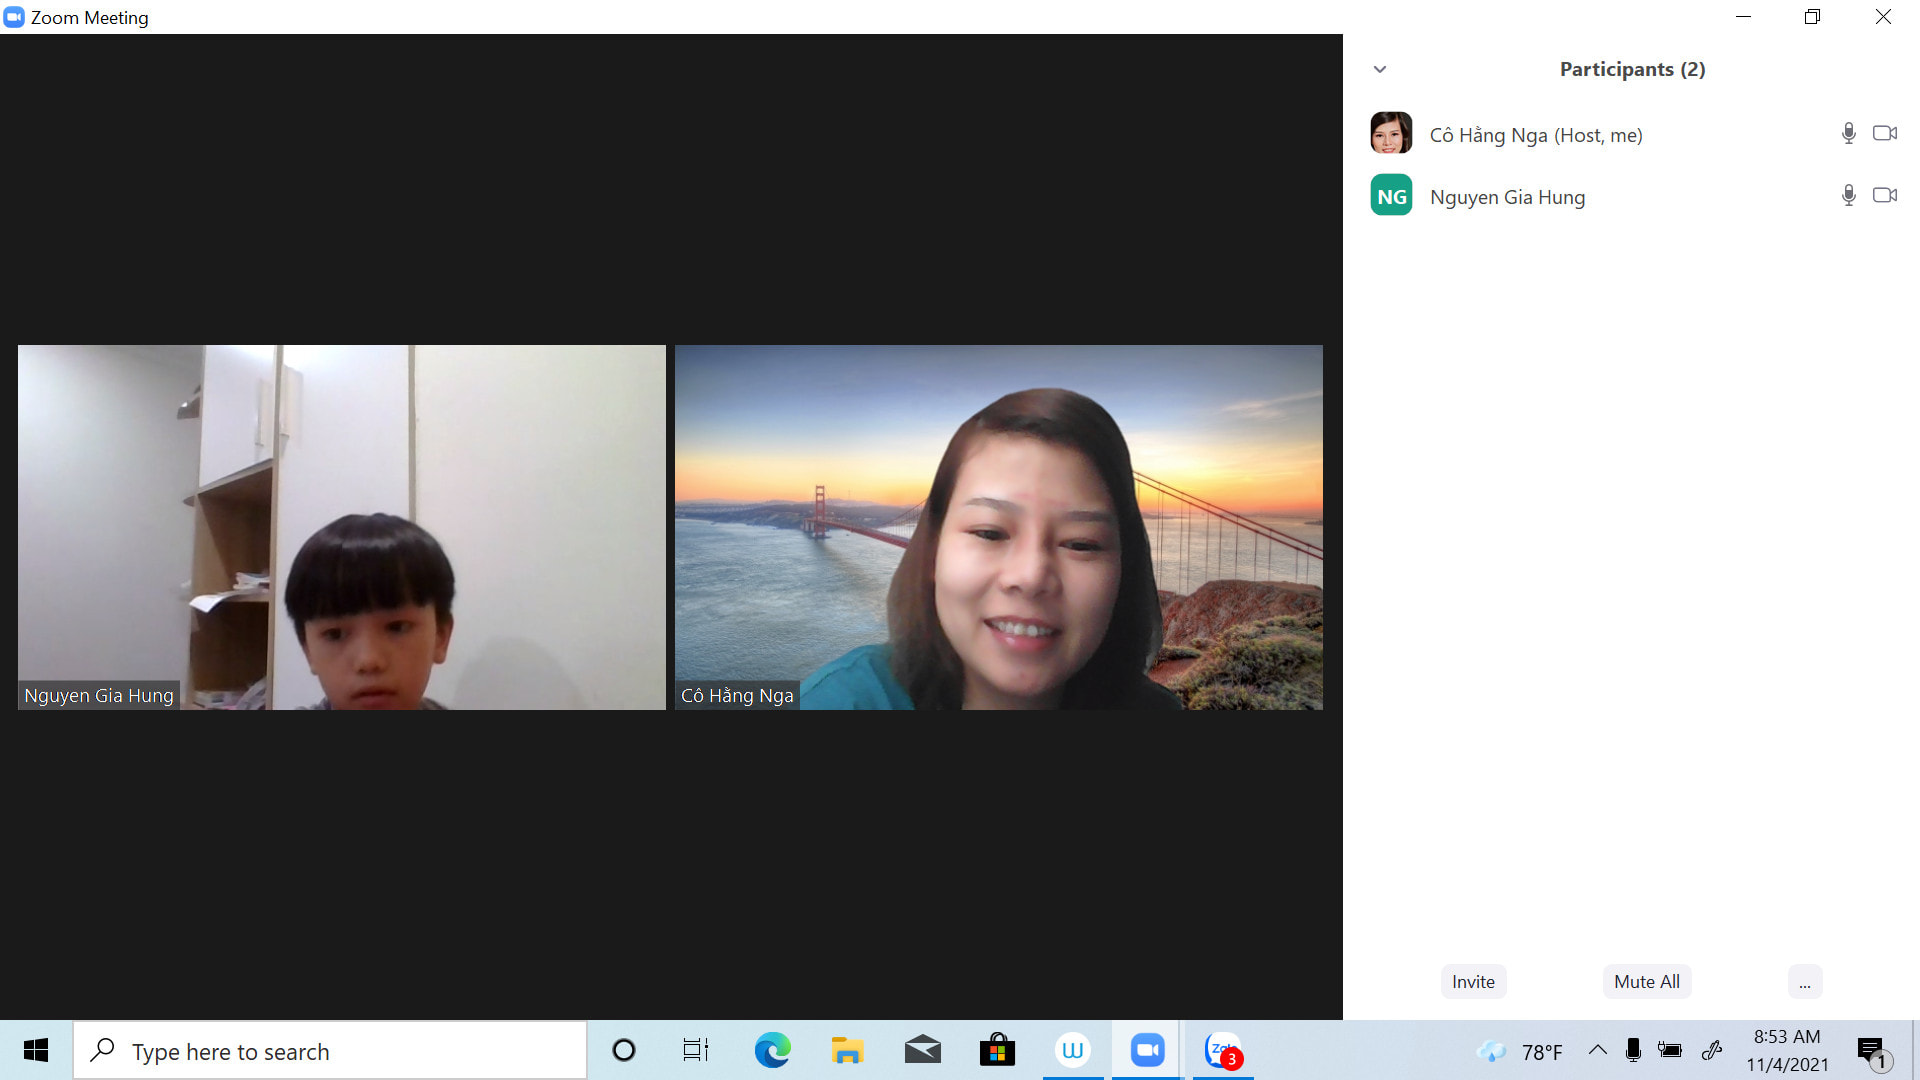 Zoom Meeting
Participants (2)
Cô Hằng Nga (Host, me)
NG
Nguyen Gia Hung
Nguyen Gia Hung
Cô Hằng Nga
Invite
Mute All
...
Type here to search
W
3
78°F
8:53 AM
11/4/2021
1